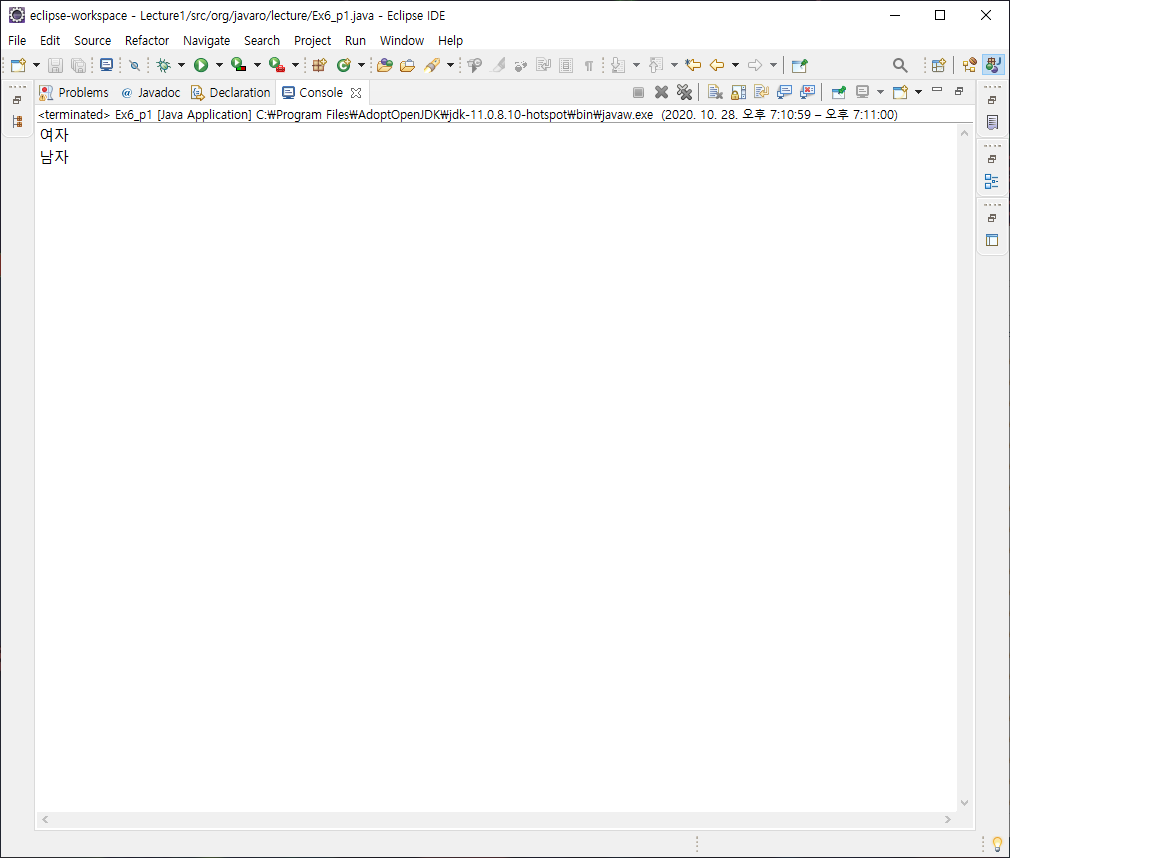 eclipse-workspace - Lecture1/src/org/javaro/lecture/Ex6_p1.java - Eclipse IDE
File Edit Source Refactor Navigate Search Project Run Window Help
Problems @ Javadoc Declaration Console
<terminated> Ex6_p1 [Java Application] C:₩Program Files₩AdoptOpenJDK₩jdk-11.0.8.10-hotspot₩bin₩javaw.exe (2020. 10. 28. 오후 7:10:59 – 오후 7:11:00)
여자
남자